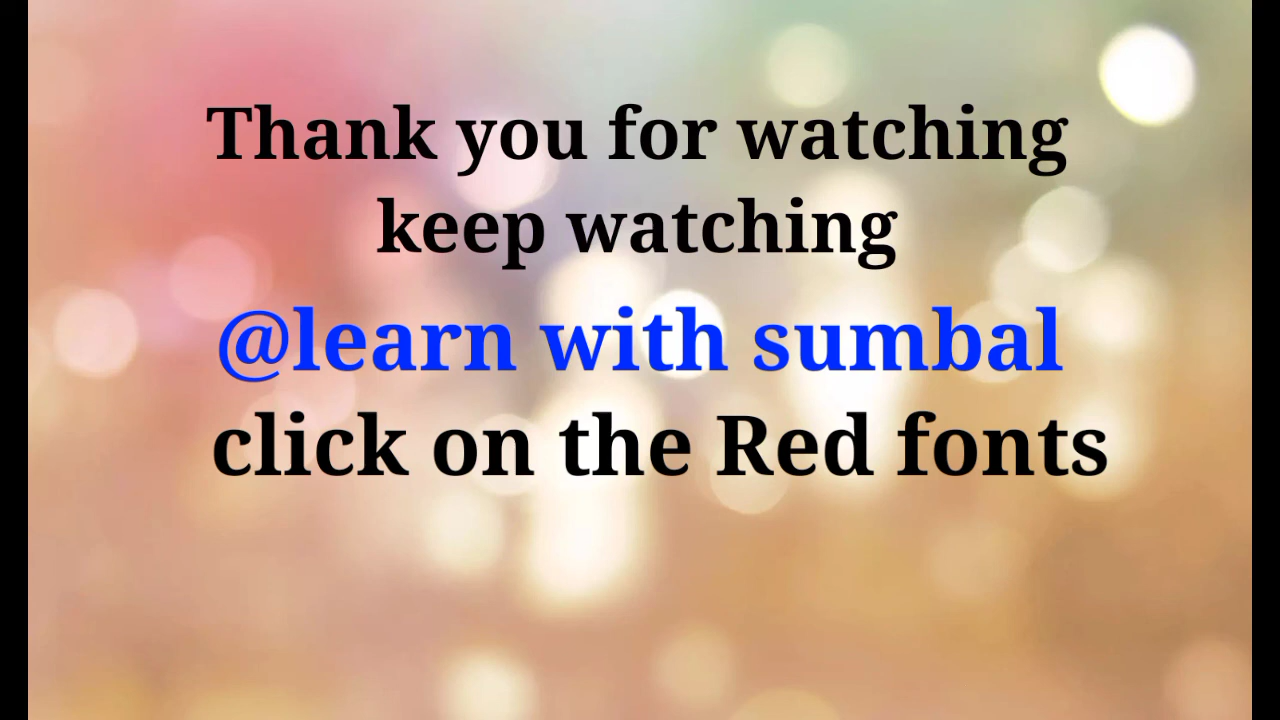 Thank you for watching
keep watching
@learn with sumbal
click on the Red fonts